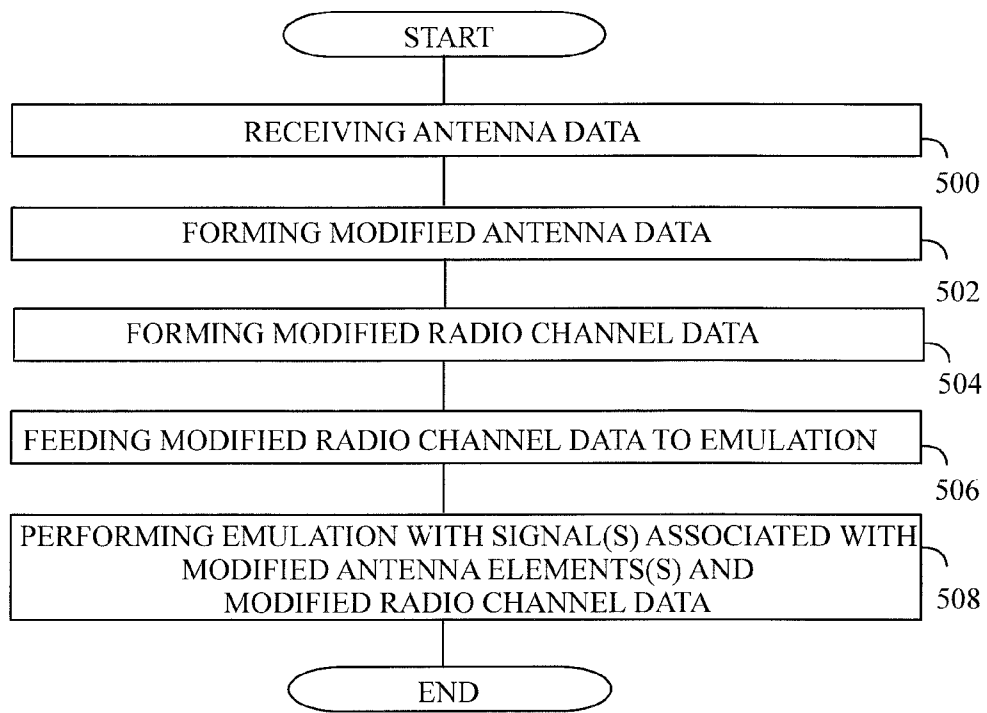 START
RECEIVING ANTENNA DATA
500
FORMING MODIFIED ANTENNA DATA
502
FORMING MODIFIED RADIO CHANNEL DATA
504
FEEDING MODIFIED RADIO CHANNEL DATA TO EMULATION
506
PERFORMING EMULATION WITH SIGNAL(S) ASSOCIATED WITH
MODIFIED ANTENNA ELEMENTS(S) AND
MODIFIED RADIO CHANNEL DATA
508
END